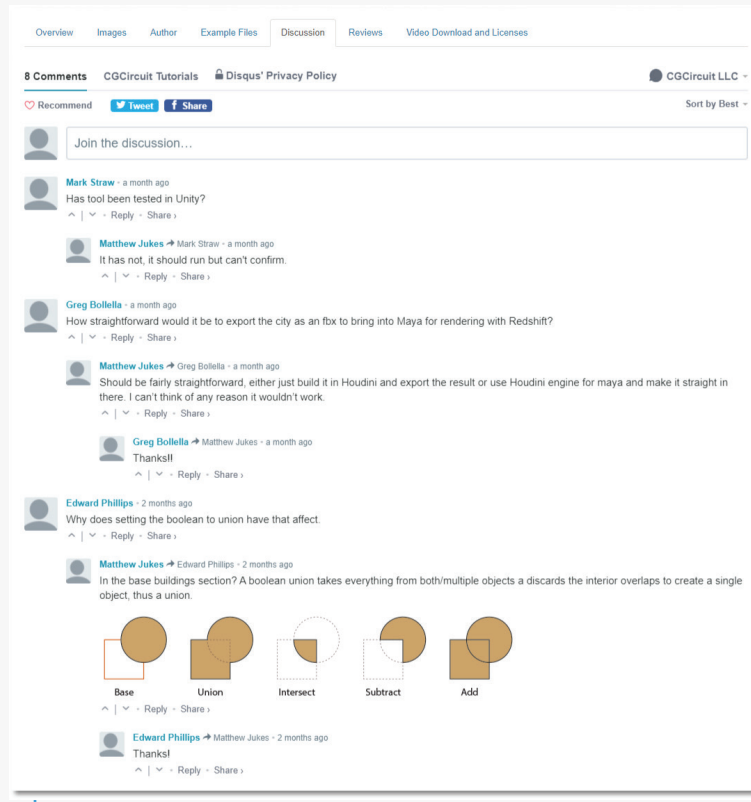 Overview Images Author Example Files Discussion Reviews Video Download and Licenses
8 Comments CGCircuit Tutorials Disqus' Privacy Policy CGCircuit LLC
Recommend Tweet f Share Sort by Best
Join the discussion…
Mark Straw • a month ago
Has tool been tested in Unity?
Reply • Share ›
Matthew Jukes Mark Straw • a month ago
It has not, it should run but can't confirm.
Reply • Share ›
Greg Bollella • a month ago
How straightforward would it be to export the city as an fbx to bring into Maya for rendering with Redshift?
Reply • Share ›
Matthew Jukes Greg Bollella • a month ago
Should be fairly straightforward, either just build it in Houdini and export the result or use Houdini engine for maya and make it straight in
there. I can't think of any reason it wouldn't work.
Reply • Share ›
Greg Bollella Matthew Jukes • a month ago
Thanks!!
Reply • Share ›
Edward Phillips • 2 months ago
Why does setting the boolean to union have that affect.
Reply • Share ›
Matthew Jukes Edward Phillips • 2 months ago
In the base buildings section? A boolean union takes everything from both/multiple objects a discards the interior overlaps to create a single
object, thus a union.
Base Union Intersect Subtract Add
Reply • Share ›
Edward Phillips Matthew Jukes • 2 months ago
Thanks!
Reply • Share ›